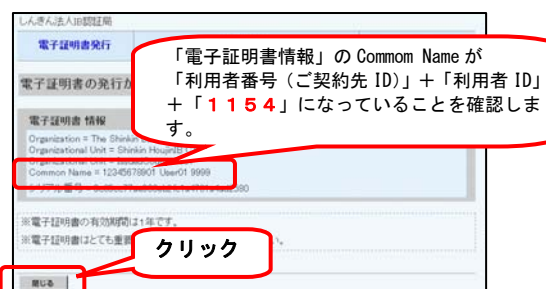 しんきん法人IB認証局
電子証明書発行
「電子証明書情報」の Commom Name が
「利用者番号（ご契約先 ID）」＋「利用者 ID」
＋「１１５４」になっていることを確認しま
す。
電子証明書の発行が
電子証明書 情報
Organization = The Shinkin
Organizational Unit = Shinkin HoujinIB
Common Name = 12345678901 User01 9999
※電子証明書の有効期間は1年です。
※電子証明書はとても重要
い。
クリック
閉じる